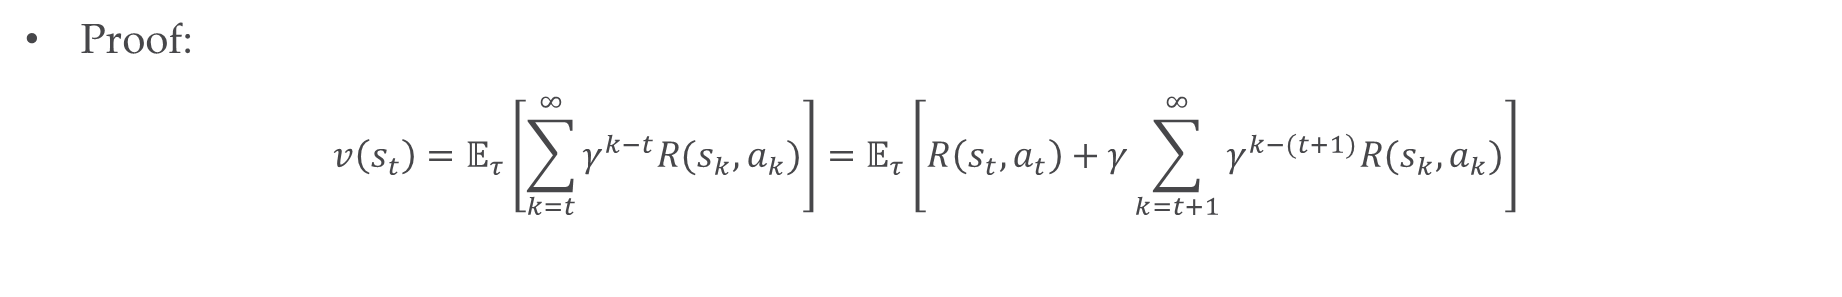 • Proof:
v(s_t) = 𝔼_τ [∑_{k=t}^{∞} γ^{k−t} R(s_k, a_k)] = 𝔼_τ [R(s_t, a_t) + γ ∑_{k=t+1}^{∞} γ^{k−(t+1)} R(s_k, a_k)]